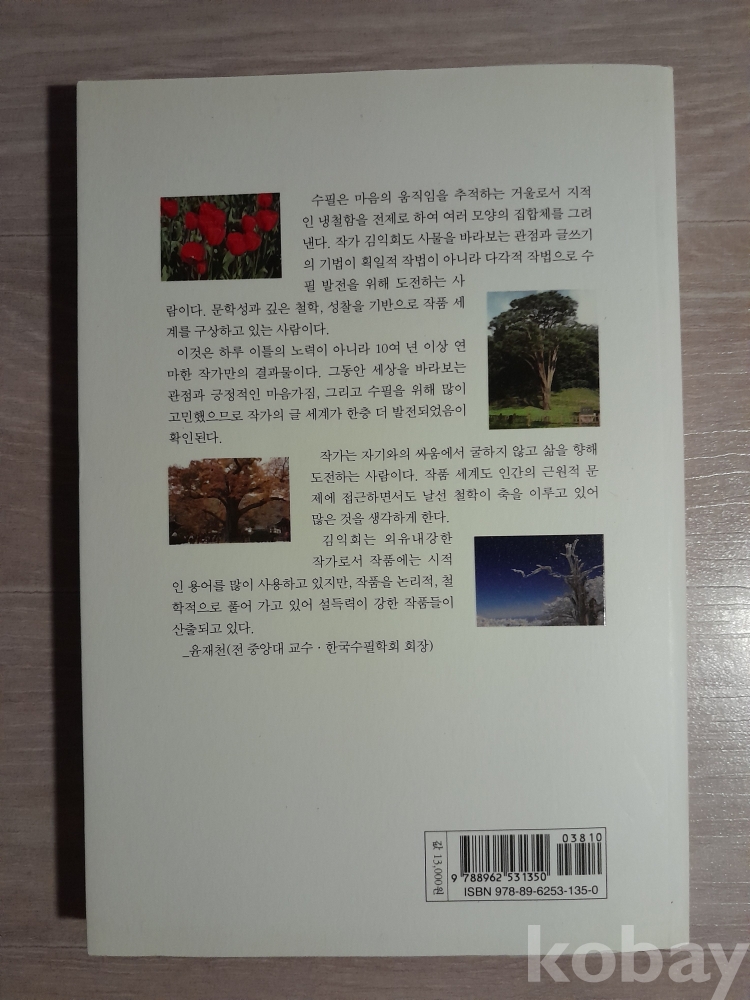 수필은 마음의 움직임을 추적하는 거울로서 지적
인 냉철함을 전제로 하여 여러 모양의 집합체를 그려
낸다. 작가 김익회도 사물을 바라보는 관점과 글쓰기
의 기법이 획일적 작법이 아니라 다각적 작법으로 수
필 발전을 위해 도전하는 사
람이다. 문학성과 깊은 철학, 성찰을 기반으로 작품 세
계를 구상하고 있는 사람이다.
이것은 하루 이틀의 노력이 아니라 10여 년 이상 연
마한 작가만의 결과물이다. 그동안 세상을 바라보는
관점과 긍정적인 마음가짐, 그리고 수필을 위해 많이
고민했으므로 작가의 글 세계가 한층 더 발전되었음이
확인된다.
작가는 자기와의 싸움에서 굴하지 않고 삶을 향해
도전하는 사람이다. 작품 세계도 인간의 근원적 문
제에 접근하면서도 날선 철학이 축을 이루고 있어
많은 것을 생각하게 한다.
김익회는 외유내강한
작가로서 작품에는 시적
인 용어를 많이 사용하고 있지만, 작품을 논리적, 철
학적으로 풀어 가고 있어 설득력이 강한 작품들이
산출되고 있다.
_윤재천(전 중앙대 교수 · 한국수필학회 회장)
값 13,000원
03810
9 788962 531350
ISBN 978-89-6253-135-0
kobay